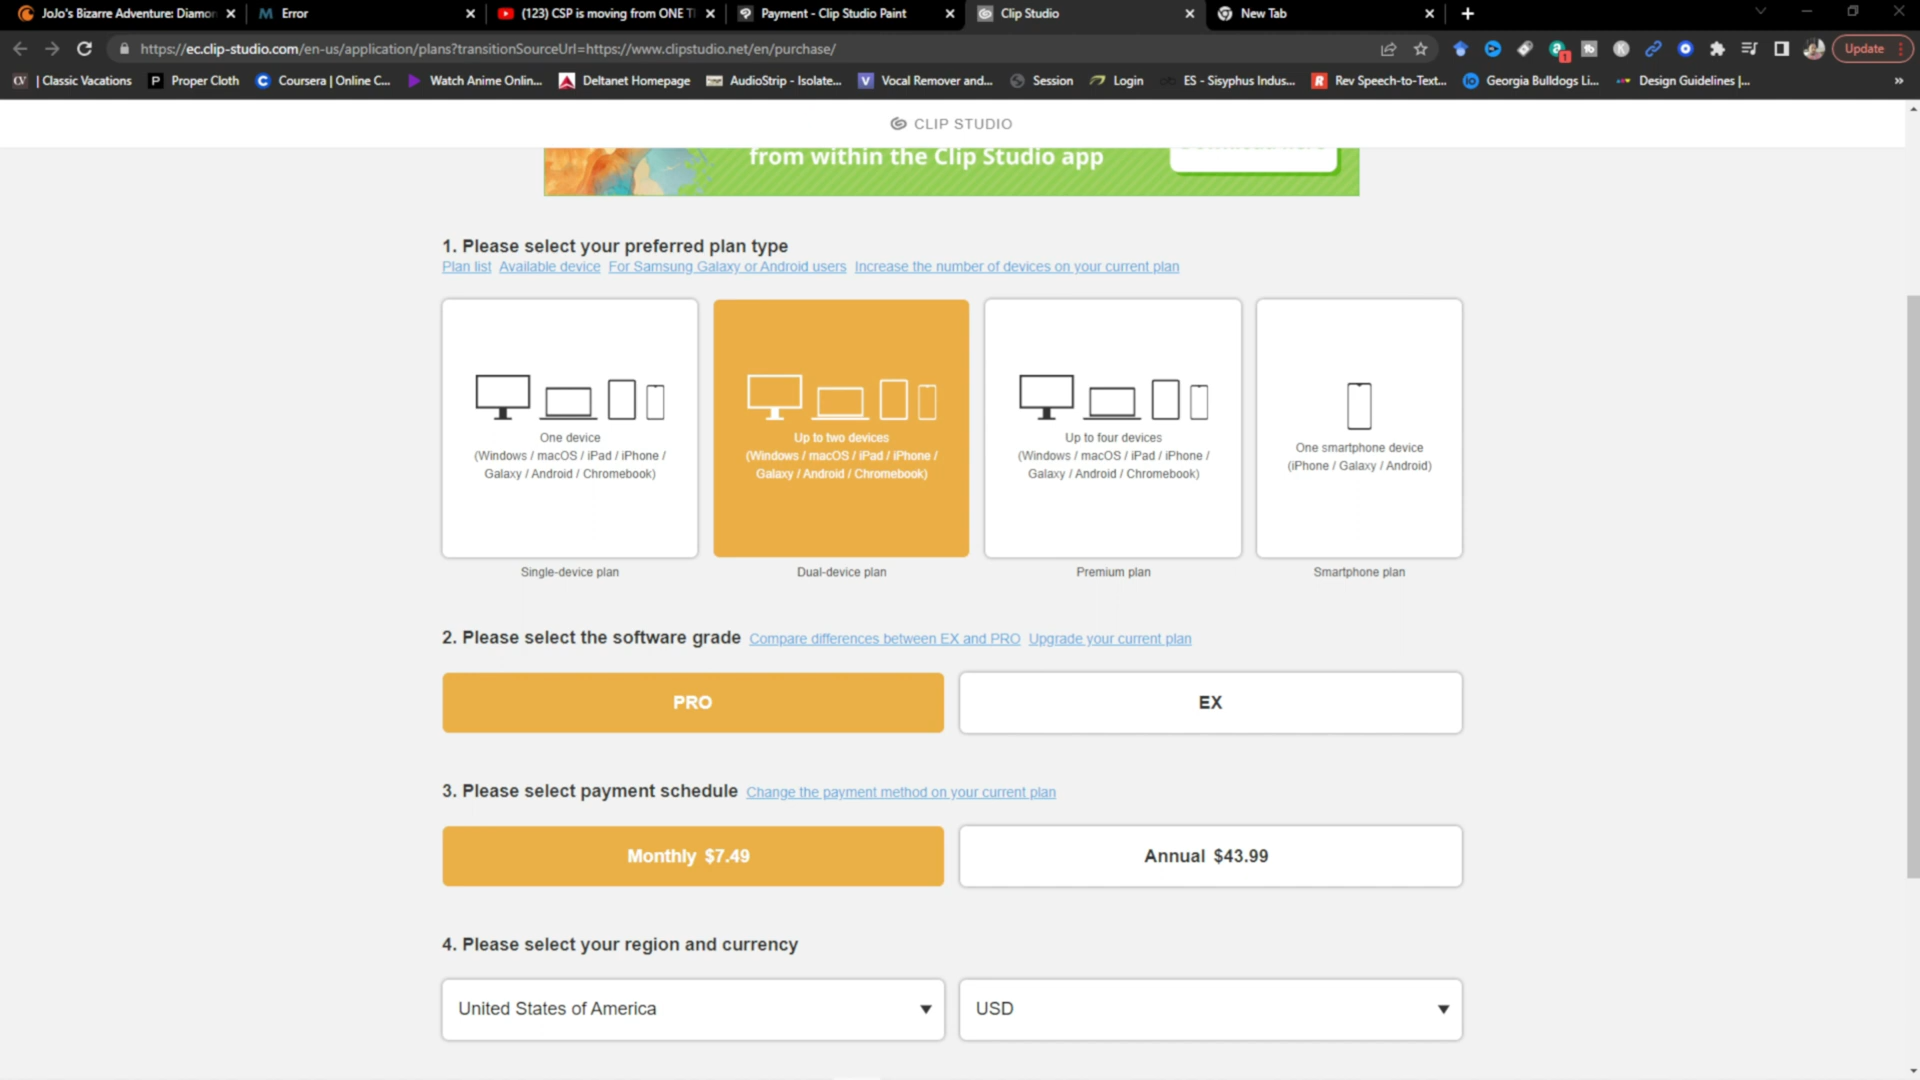 JoJo's Bizarre Adventure: Diamon
Error
(123) CSP is moving from ONE TI
Payment - Clip Studio Paint
Clip Studio
New Tab
https://ec.clip-studio.com/en-us/application/plans?transitionSourceUrl=https://www.clipstudio.net/en/purchase/
Update
| Classic Vacations
Proper Cloth
Coursera | Online C...
Watch Anime Onlin...
Deltanet Homepage
AudioStrip - Isolate...
Vocal Remover and...
Session
Login
ES - Sisyphus Indus...
Rev Speech-to-Text...
Georgia Bulldogs Li...
Design Guidelines |...
CLIP STUDIO
from within the Clip Studio app
1. Please select your preferred plan type
Plan list Available device For Samsung Galaxy or Android users Increase the number of devices on your current plan
One device
(Windows / macOS / iPad / iPhone /
Galaxy / Android / Chromebook)
Single-device plan
Up to two devices
(Windows / macOS / iPad / iPhone /
Galaxy / Android / Chromebook)
Dual-device plan
Up to four devices
(Windows / macOS / iPad / iPhone /
Galaxy / Android / Chromebook)
Premium plan
One smartphone device
(iPhone / Galaxy / Android)
Smartphone plan
2. Please select the software grade Compare differences between EX and PRO Upgrade your current plan
PRO
EX
3. Please select payment schedule Change the payment method on your current plan
Monthly $7.49
Annual $43.99
4. Please select your region and currency
United States of America
USD